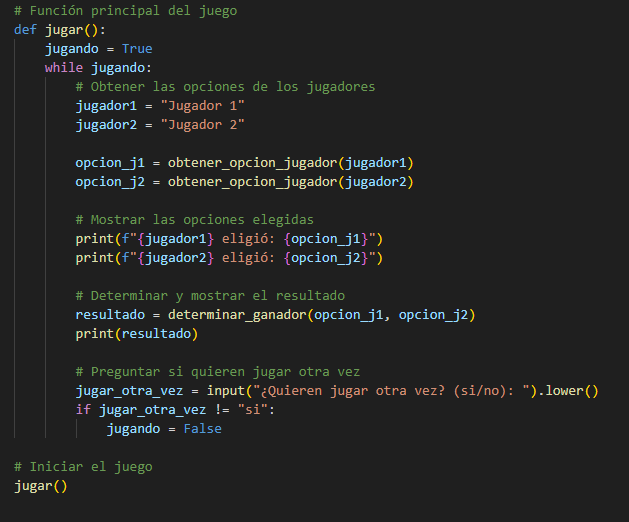 # Función principal del juego
def jugar():
    jugando = True
    while jugando:
        # Obtener las opciones de los jugadores
        jugador1 = "Jugador 1"
        jugador2 = "Jugador 2"

        opcion_j1 = obtener_opcion_jugador(jugador1)
        opcion_j2 = obtener_opcion_jugador(jugador2)

        # Mostrar las opciones elegidas
        print(f"{jugador1} eligió: {opcion_j1}")
        print(f"{jugador2} eligió: {opcion_j2}")

        # Determinar y mostrar el resultado
        resultado = determinar_ganador(opcion_j1, opcion_j2)
        print(resultado)

        # Preguntar si quieren jugar otra vez
        jugar_otra_vez = input("¿Quieren jugar otra vez? (si/no): ").lower()
        if jugar_otra_vez != "si":
            jugando = False

# Iniciar el juego
jugar()